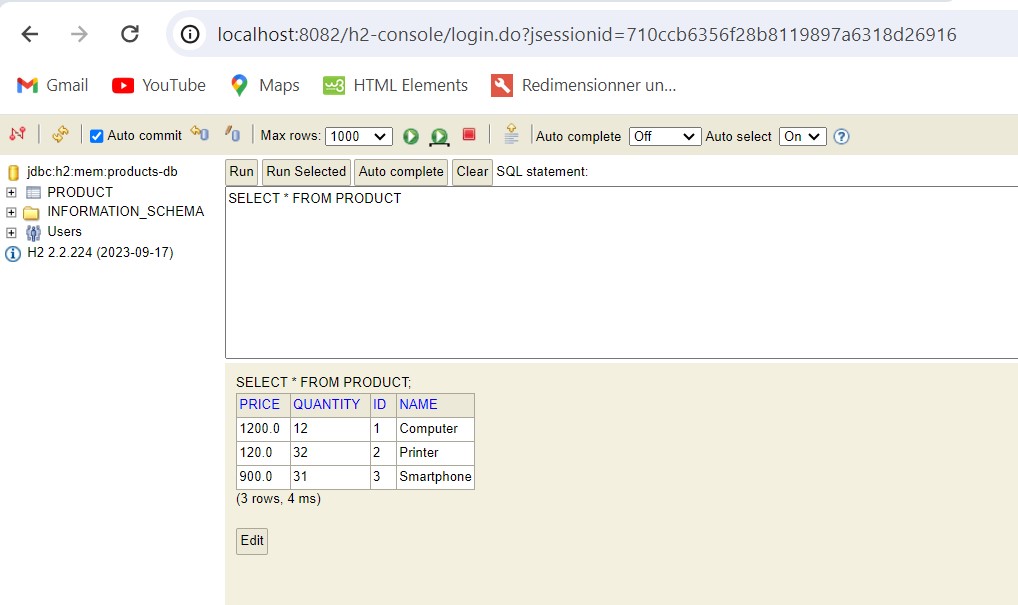 localhost:8082/h2-console/login.do?jsessionid=710ccb6356f28b8119897a6318d26916
Gmail YouTube Maps w3 HTML Elements Redimensionner un...
Auto commit Max rows: 1000 Auto complete Off Auto select On ?
jdbc:h2:mem:products-db
PRODUCT
INFORMATION_SCHEMA
Users
H2 2.2.224 (2023-09-17)
Run Run Selected Auto complete Clear SQL statement:
SELECT * FROM PRODUCT
SELECT * FROM PRODUCT;
PRICE QUANTITY ID NAME
1200.0 12 1 Computer
120.0 32 2 Printer
900.0 31 3 Smartphone
(3 rows, 4 ms)
Edit